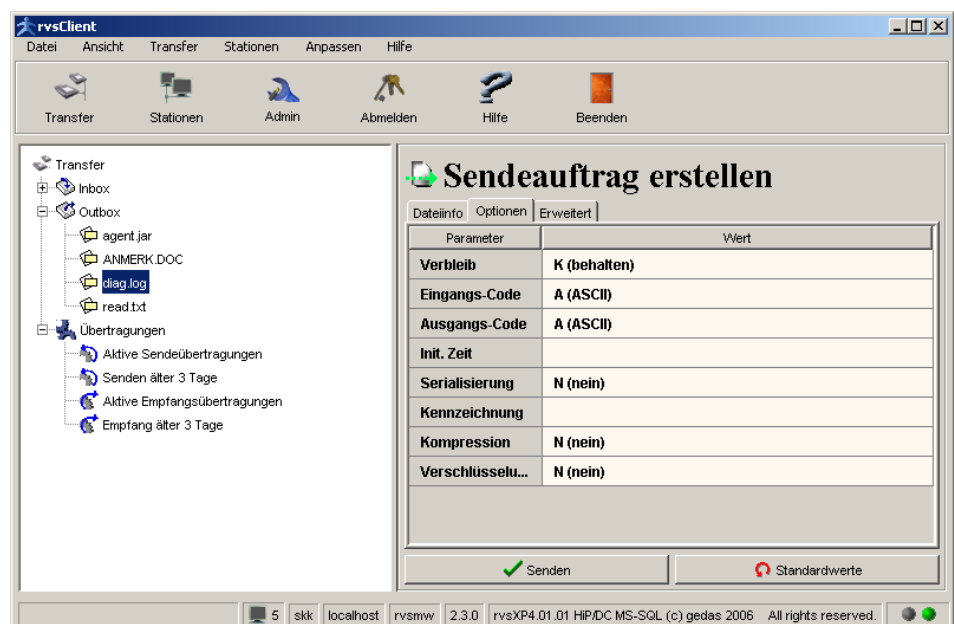 rvsClient
Datei Ansicht Transfer Stationen Anpassen Hilfe
Transfer Stationen Admin Abmelden Hilfe Beenden
Transfer
Inbox
Outbox
agent.jar
ANMERK.DOC
diag.log
read.txt
Übertragungen
Aktive Sendeübertragungen
Senden älter 3 Tage
Aktive Empfangsübertragungen
Empfang älter 3 Tage
Sendeauftrag erstellen
Dateiinfo Optionen Erweitert
Parameter Wert
Verbleib K (behalten)
Eingangs-Code A (ASCII)
Ausgangs-Code A (ASCII)
Init. Zeit
Serialisierung N (nein)
Kennzeichnung
Kompression N (nein)
Verschlüsselu... N (nein)
Senden Standardwerte
5 skk localhost rvsmw 2.3.0 rvsXP4.01.01 HiP/DC MS-SQL (c) gedas 2006 All rights reserved.